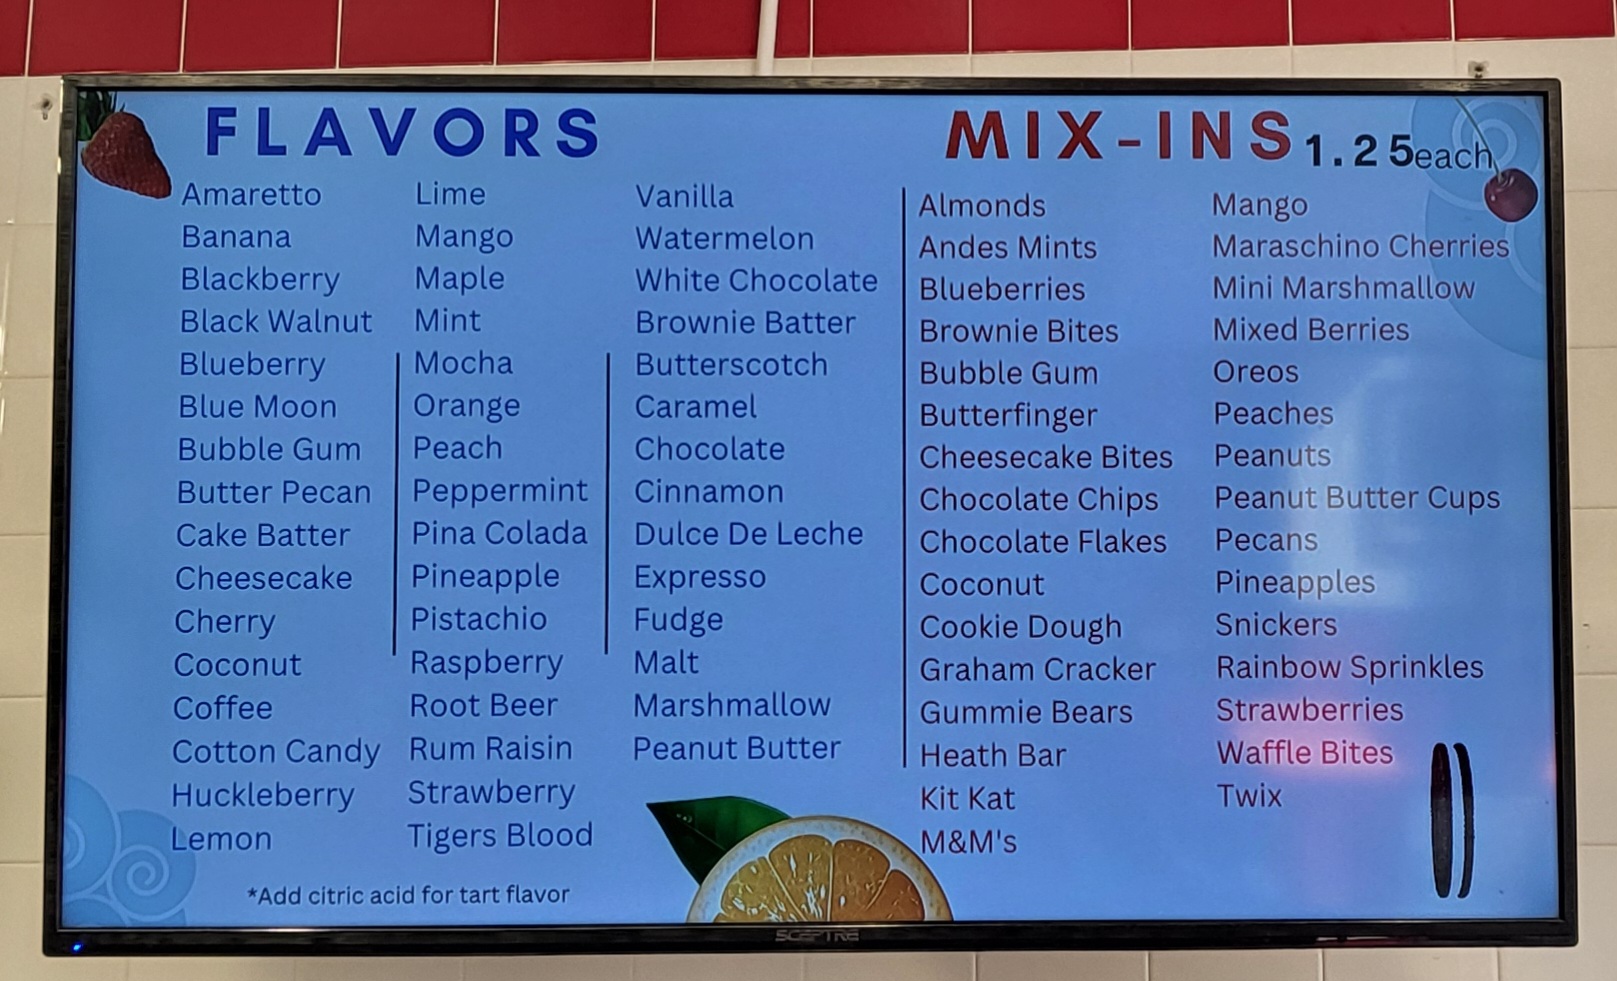 FLAVORS
Amaretto
Banana
Blackberry
Black Walnut
Blueberry
Blue Moon
Bubble Gum
Butter Pecan
Cake Batter
Cheesecake
Cherry
Coconut
Coffee
Cotton Candy
Huckleberry
Lemon
Lime
Mango
Maple
Mint
Mocha
Orange
Peach
Peppermint
Pina Colada
Pineapple
Pistachio
Raspberry
Root Beer
Rum Raisin
Strawberry
Tigers Blood
Vanilla
Watermelon
White Chocolate
Brownie Batter
Butterscotch
Caramel
Chocolate
Cinnamon
Dulce De Leche
Expresso
Fudge
Malt
Marshmallow
Peanut Butter
*Add citric acid for tart flavor
MIX-INS 1.25each
Almonds
Andes Mints
Blueberries
Brownie Bites
Bubble Gum
Butterfinger
Cheesecake Bites
Chocolate Chips
Chocolate Flakes
Coconut
Cookie Dough
Graham Cracker
Gummie Bears
Heath Bar
Kit Kat
M&M's
Mango
Maraschino Cherries
Mini Marshmallow
Mixed Berries
Oreos
Peaches
Peanuts
Peanut Butter Cups
Pecans
Pineapples
Snickers
Rainbow Sprinkles
Strawberries
Waffle Bites
Twix
SCEPTRE